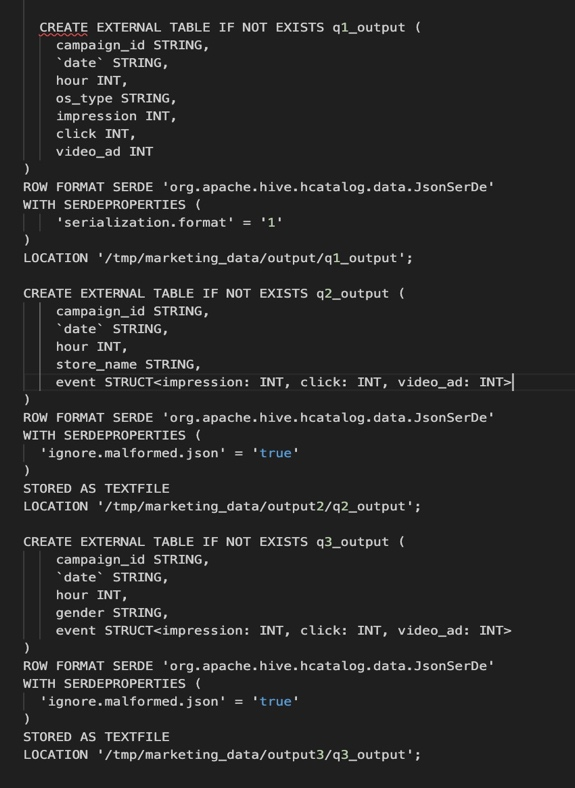 CREATE EXTERNAL TABLE IF NOT EXISTS q1_output (
campaign_id STRING,
`date` STRING,
hour INT,
os_type STRING,
impression INT,
click INT,
video_ad INT
)
ROW FORMAT SERDE 'org.apache.hive.hcatalog.data.JsonSerDe'
WITH SERDEPROPERTIES (
'serialization.format' = '1'
)
LOCATION '/tmp/marketing_data/output/q1_output';
CREATE EXTERNAL TABLE IF NOT EXISTS q2_output (
campaign_id STRING,
`date` STRING,
hour INT,
store_name STRING,
event STRUCT<impression: INT, click: INT, video_ad: INT>
)
ROW FORMAT SERDE 'org.apache.hive.hcatalog.data.JsonSerDe'
WITH SERDEPROPERTIES (
'ignore.malformed.json' = 'true'
)
STORED AS TEXTFILE
LOCATION '/tmp/marketing_data/output2/q2_output';
CREATE EXTERNAL TABLE IF NOT EXISTS q3_output (
campaign_id STRING,
`date` STRING,
hour INT,
gender STRING,
event STRUCT<impression: INT, click: INT, video_ad: INT>
)
ROW FORMAT SERDE 'org.apache.hive.hcatalog.data.JsonSerDe'
WITH SERDEPROPERTIES (
'ignore.malformed.json' = 'true'
)
STORED AS TEXTFILE
LOCATION '/tmp/marketing_data/output3/q3_output';